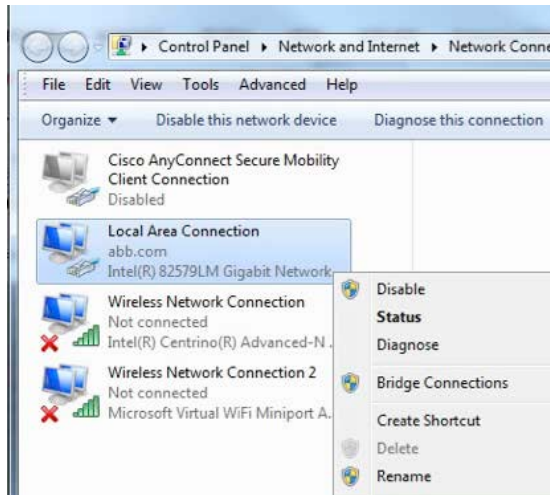 Control Panel ▸ Network and Internet ▸ Network Conne
File Edit View Tools Advanced Help
Organize ▾ Disable this network device Diagnose this connection
Cisco AnyConnect Secure Mobility
Client Connection
Disabled
Local Area Connection
abb.com
Intel(R) 82579LM Gigabit Network
Wireless Network Connection
Not connected
Intel(R) Centrino(R) Advanced-N .
Wireless Network Connection 2
Not connected
Microsoft Virtual WiFi Miniport A.
Disable
Status
Diagnose
Bridge Connections
Create Shortcut
Delete
Rename